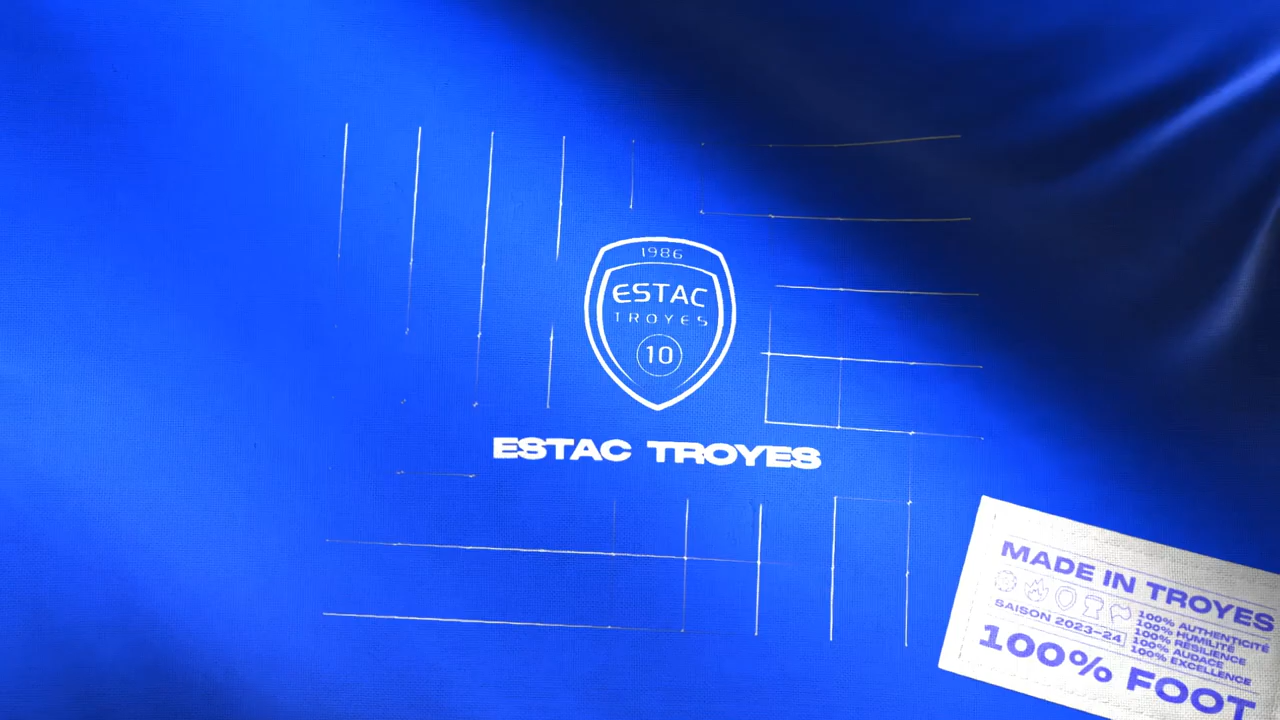 1986
ESTAC
TROYES
10
ESTAC TROYES
MADE IN TROYES
SAISON 2023-24
100% AUTHENTICITÉ
100% HUMILITÉ
100% RÉSILIENCE
100% AUDACE
100% EXCELLENCE
100% FOOT